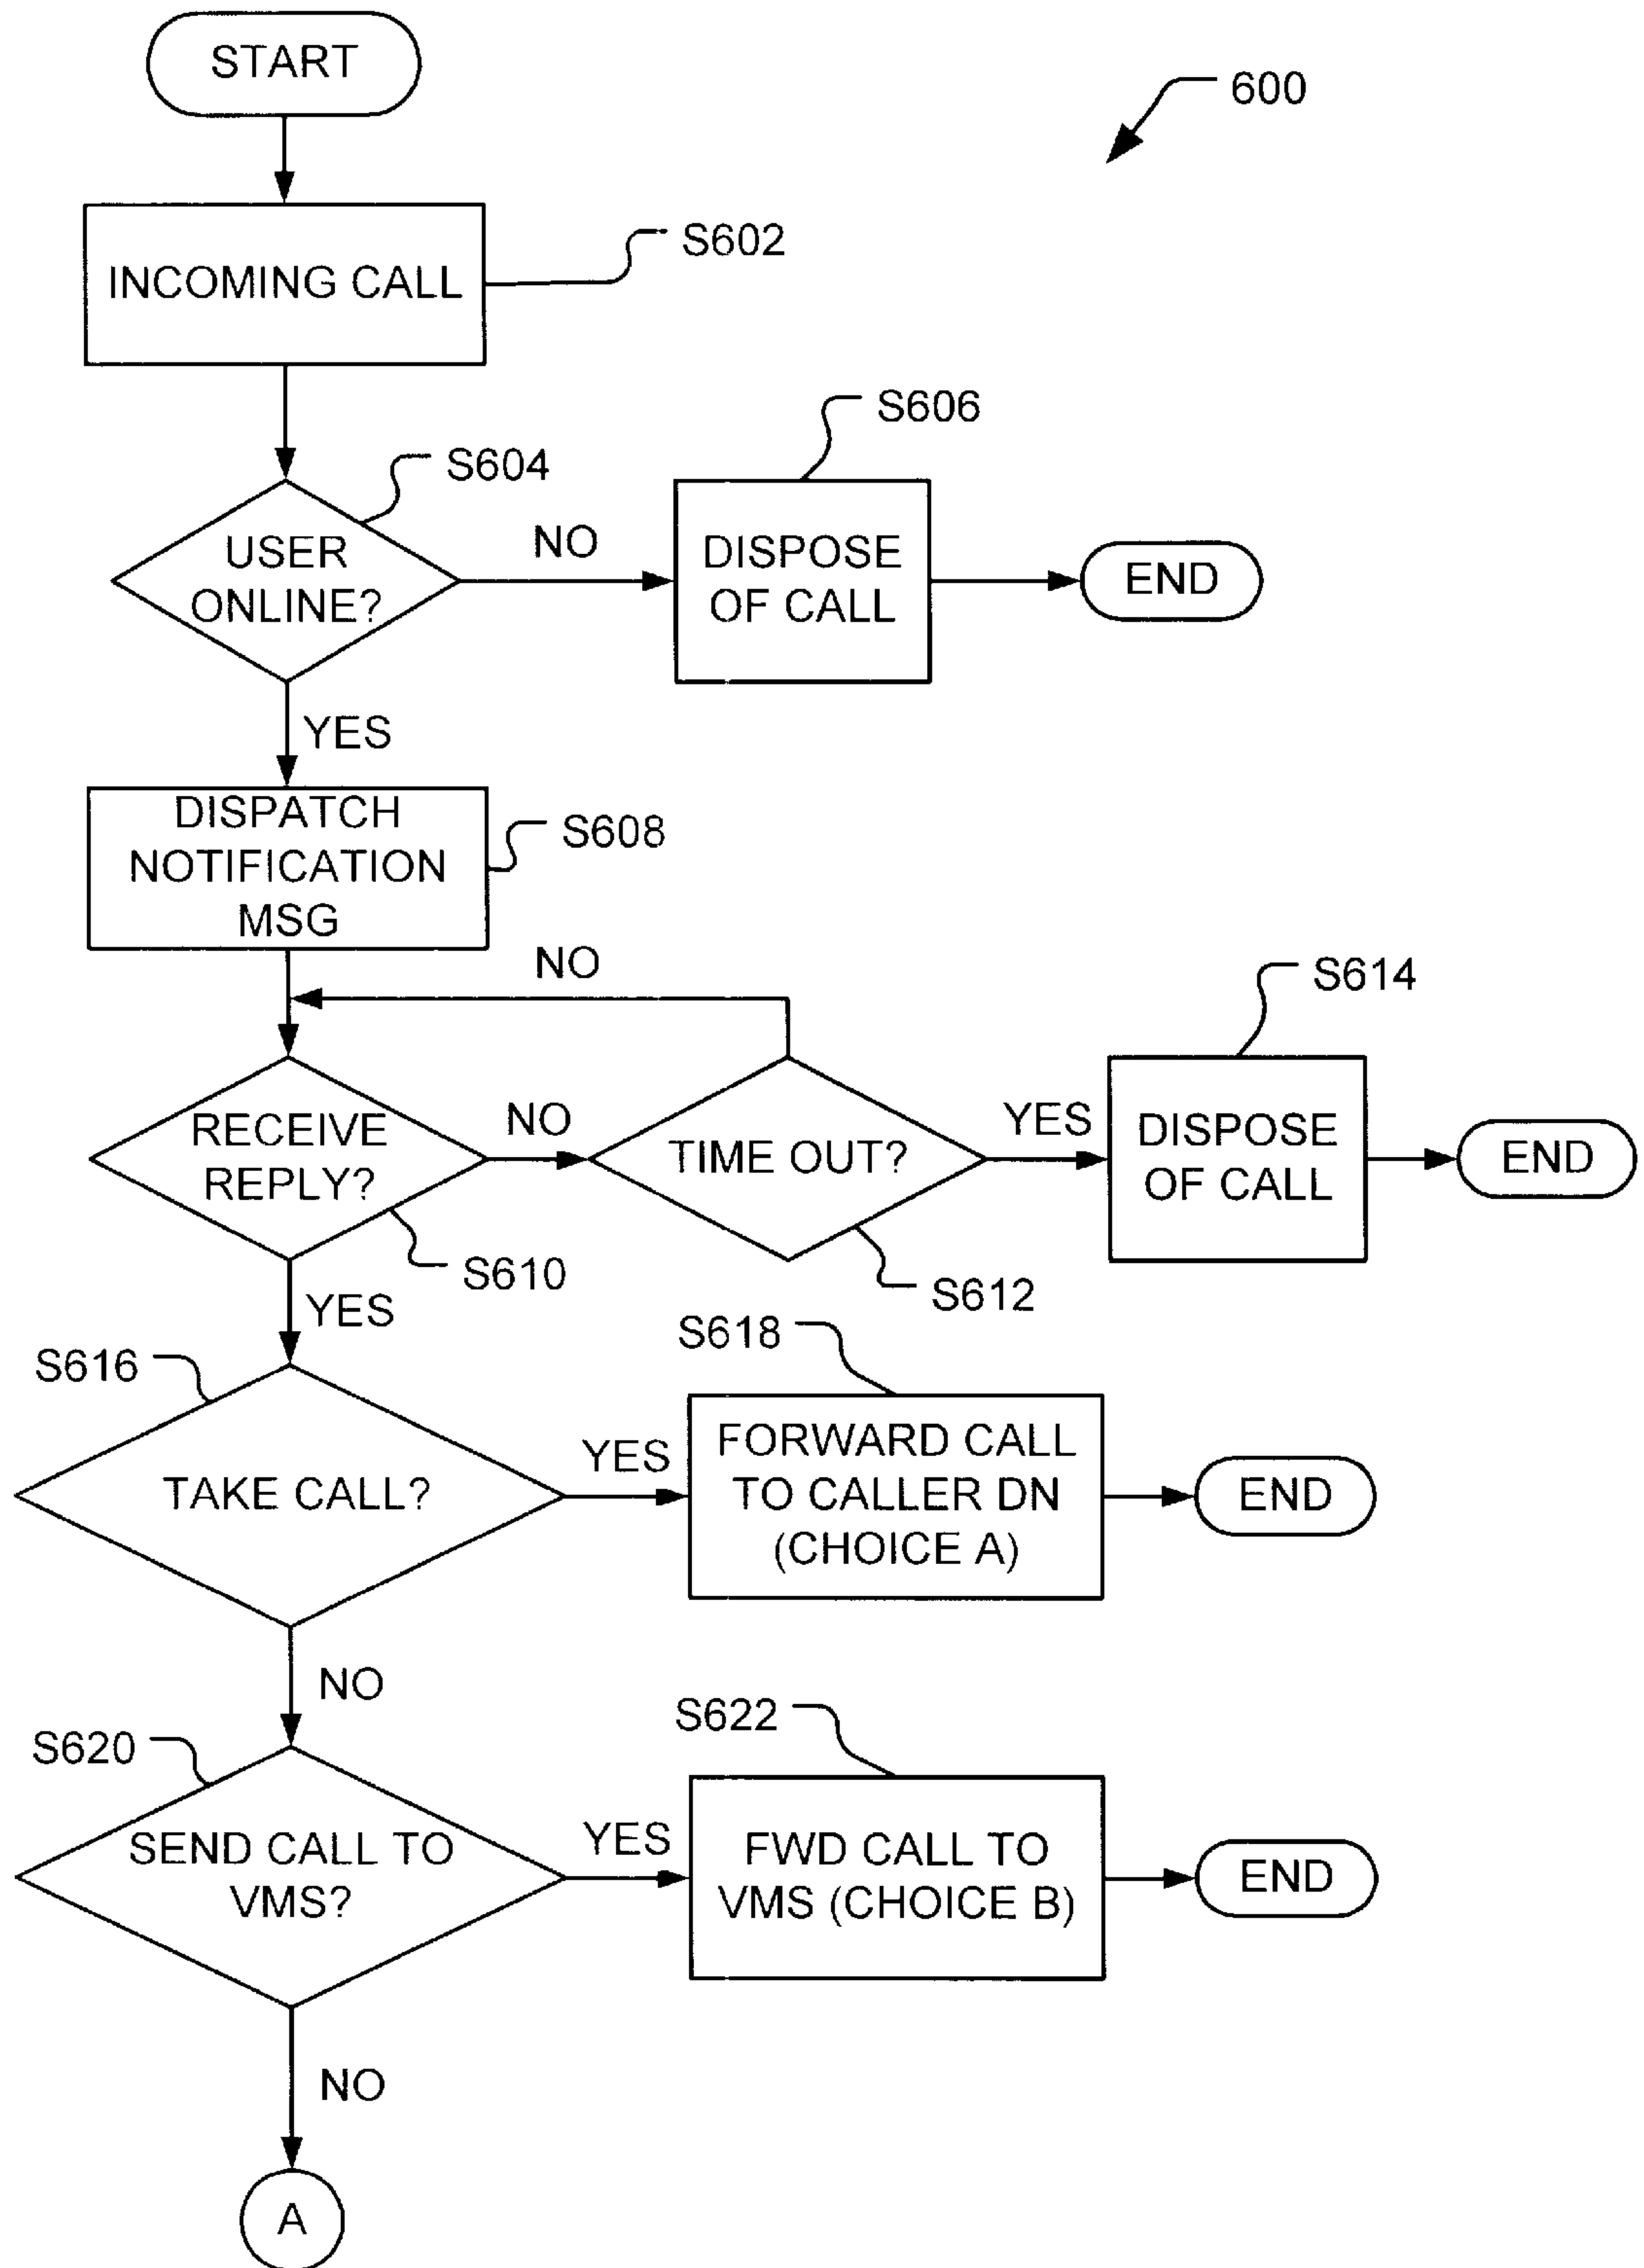 START
600
S602
INCOMING CALL
S606
S604
USER
ONLINE?
NO
DISPOSE
OF CALL
END
YES
DISPATCH
NOTIFICATION
MSG
S608
NO
S614
RECEIVE
REPLY?
NO
TIME OUT?
YES
DISPOSE
OF CALL
END
S610
S612
YES
S618
S616
TAKE CALL?
YES
FORWARD CALL
TO CALLER DN
(CHOICE A)
END
NO
S622
S620
SEND CALL TO
VMS?
YES
FWD CALL TO
VMS (CHOICE B)
END
NO
A